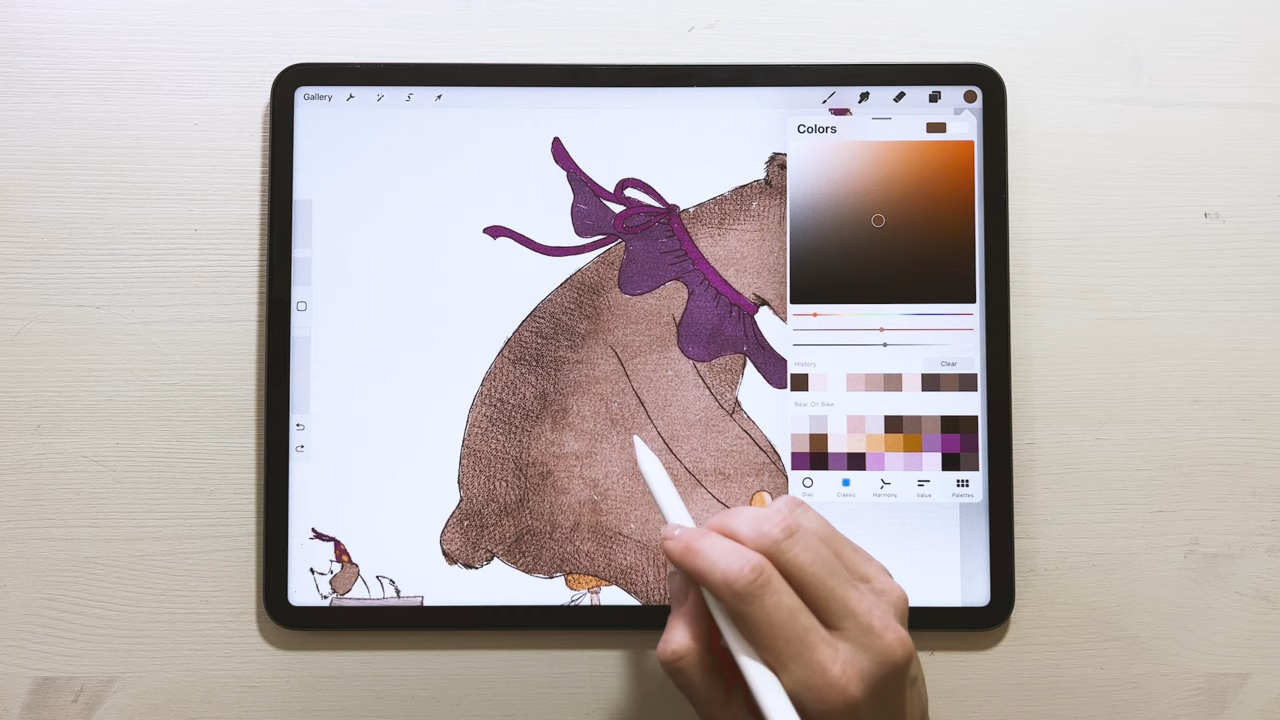 Gallery
Colors
History Clear
Bear On Bike
Disc Classic Harmony Value Palettes